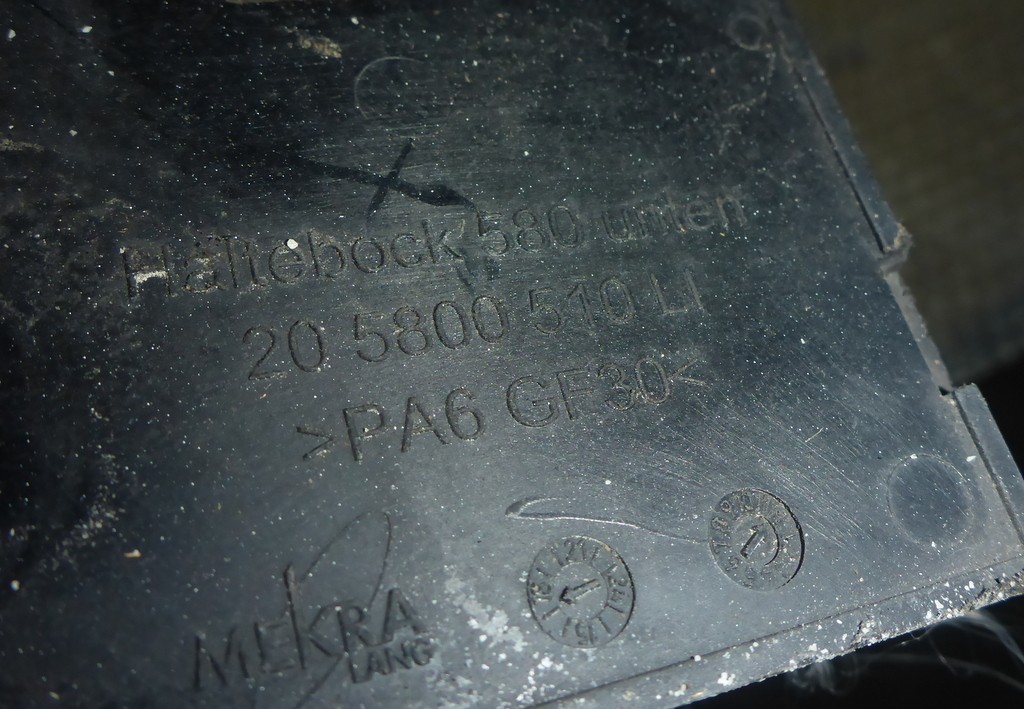 Haltebock 580 unten
20 5800 510 LI
>PA6 GF30<
MEKRA
LANG